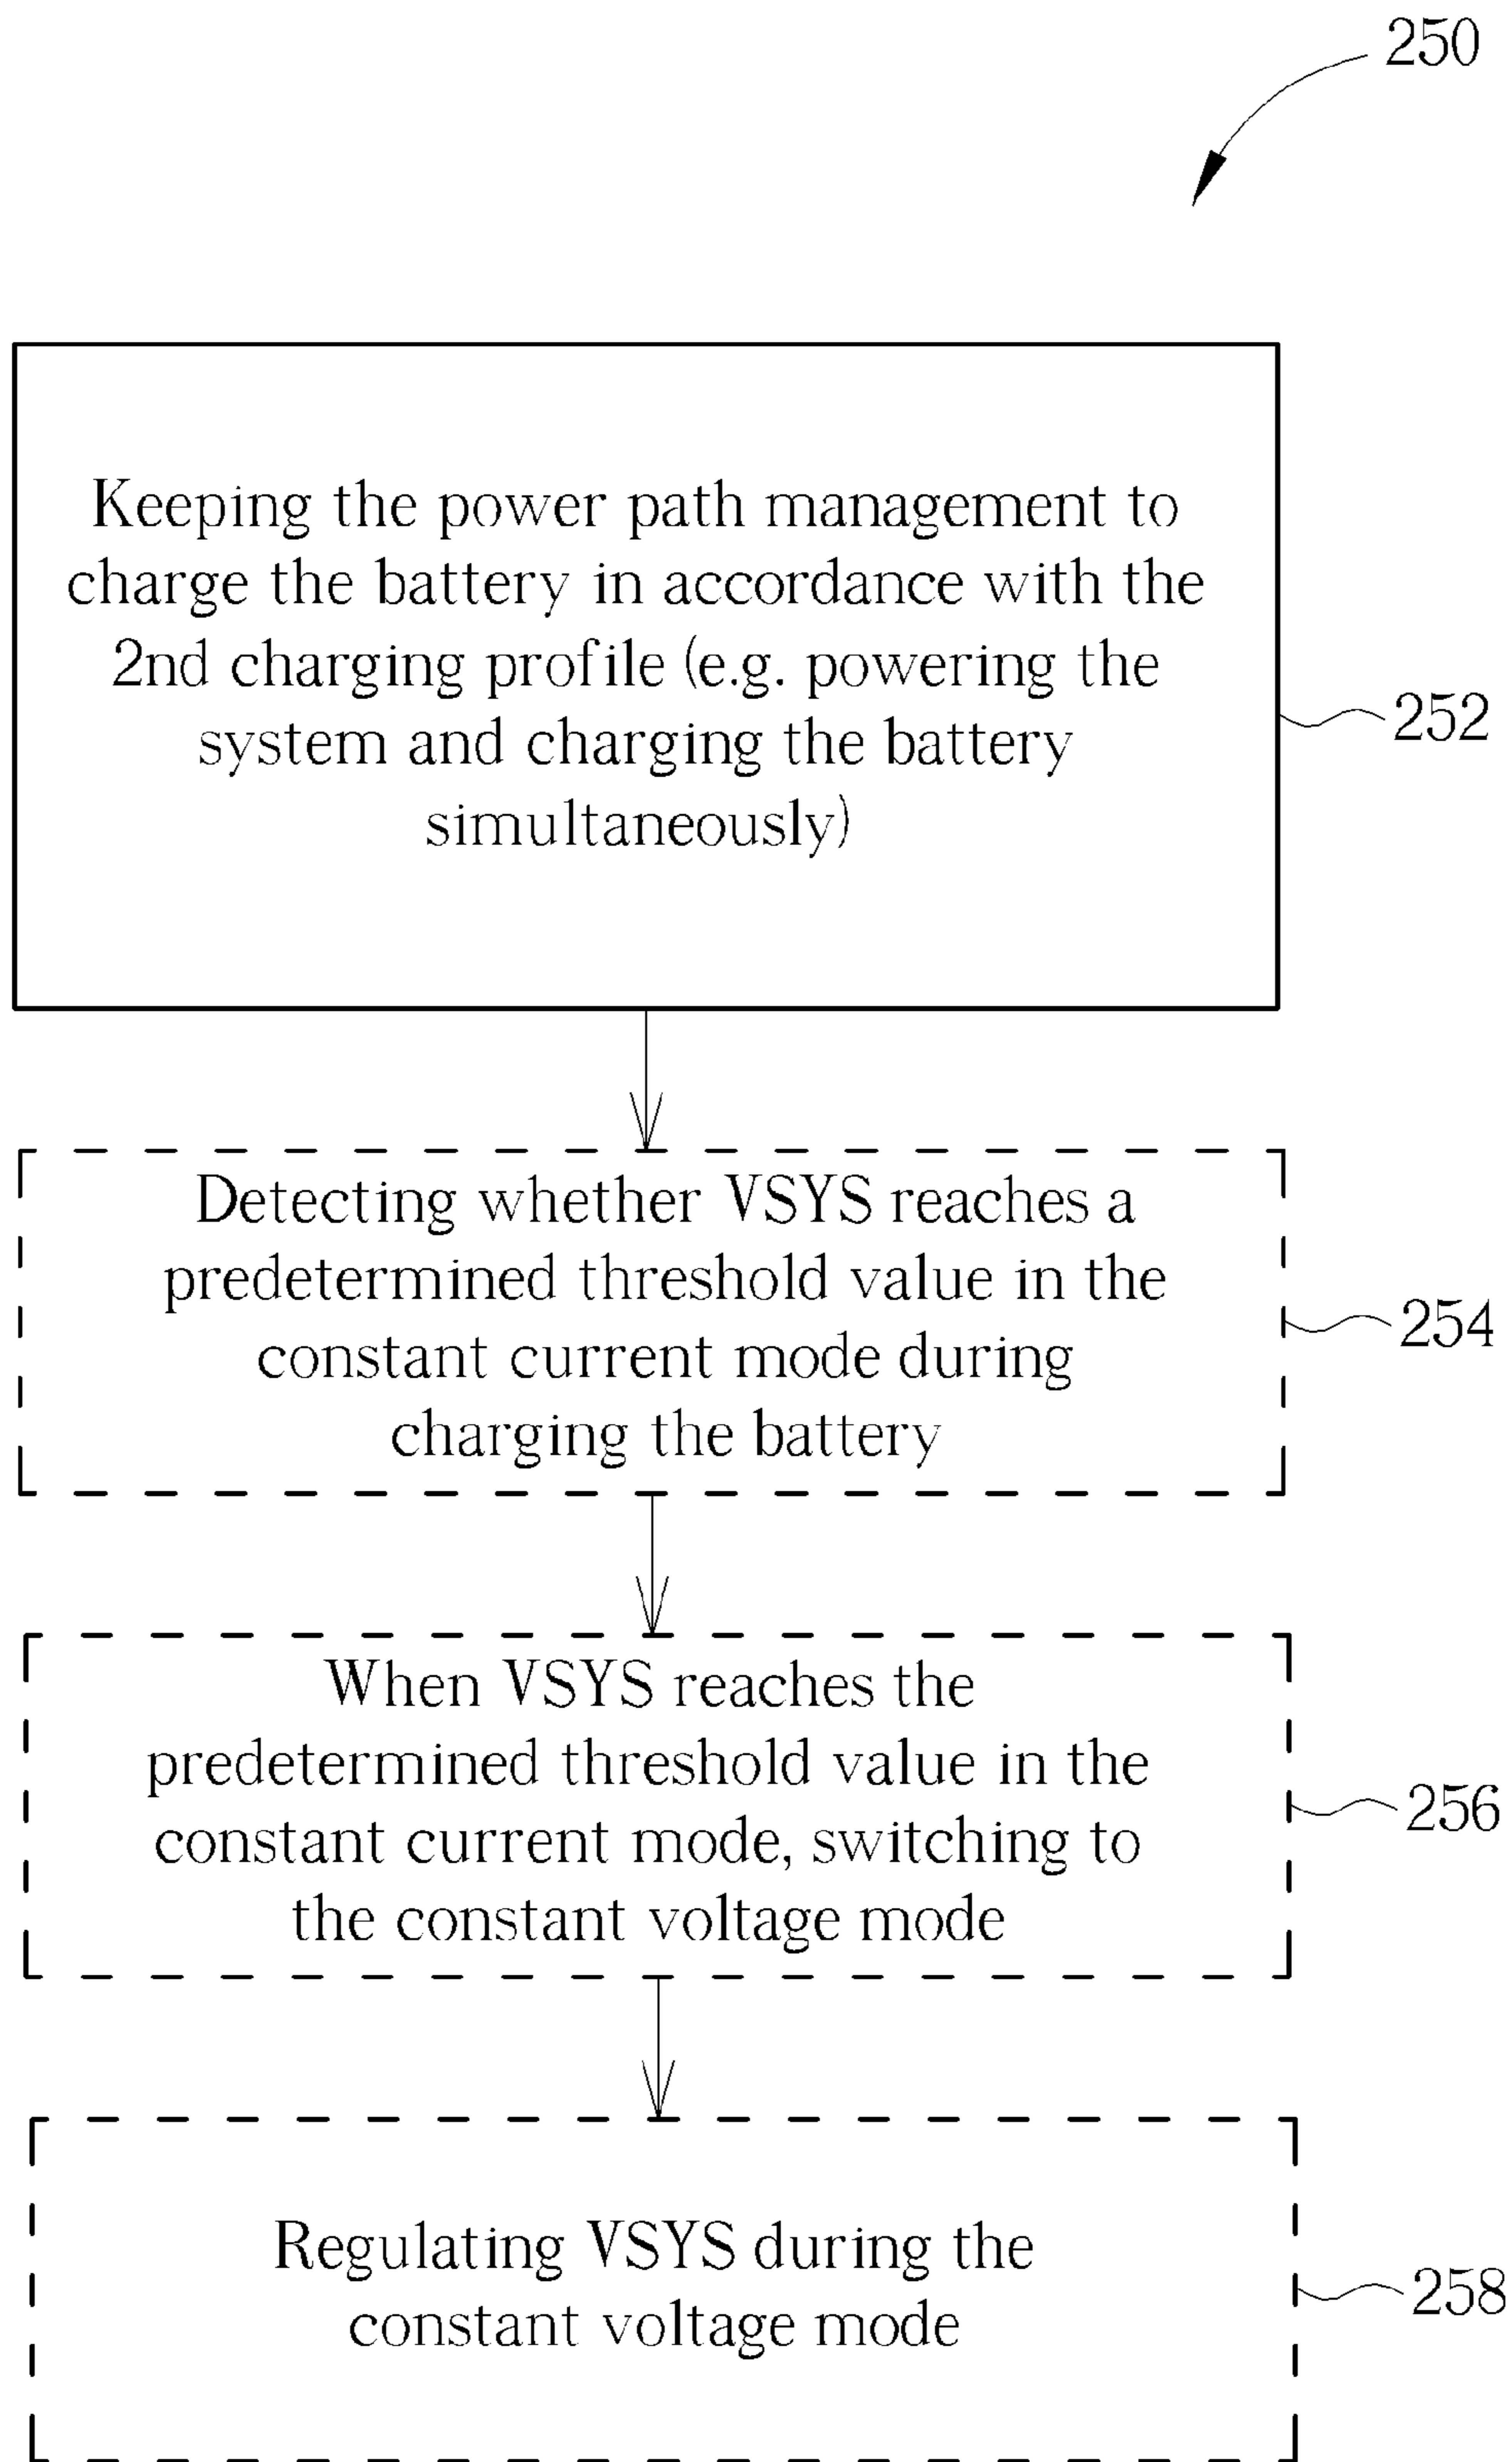 250
Keeping the power path management to
charge the battery in accordance with the
2nd charging profile (e.g. powering the
system and charging the battery
simultaneously)
252
Detecting whether VSYS reaches a
predetermined threshold value in the
constant current mode during
charging the battery
254
When VSYS reaches the
predetermined threshold value in the
constant current mode, switching to
the constant voltage mode
256
Regulating VSYS during the
constant voltage mode
258